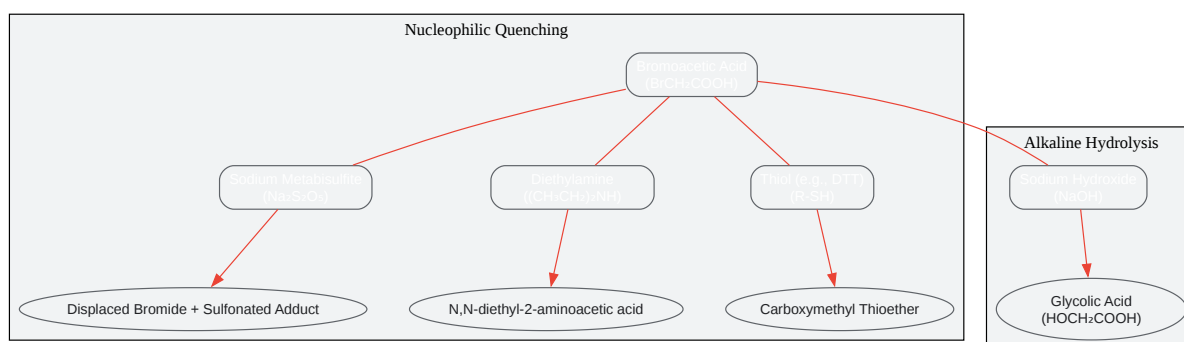 Nucleophilic Quenching
Bromoacetic Acid
(BrCH₂COOH)
Alkaline Hydrolysis
Sodium Metabisulfite
(Na₂S₂O₅)
Diethylamine
((CH₃CH₂)₂NH)
Thiol (e.g., DTT)
(R-SH)
Sodium Hydroxide
(NaOH)
Displaced Bromide + Sulfonated Adduct
N,N-diethyl-2-aminoacetic acid
Carboxymethyl Thioether
Glycolic Acid
(HOCH₂COOH)